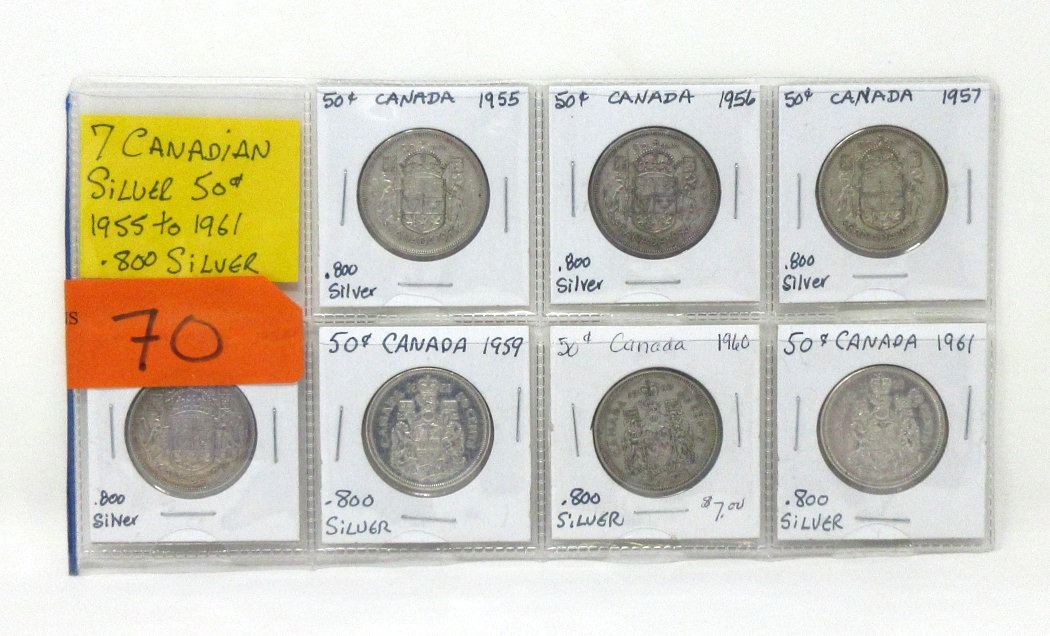 7 CANADIAN
SILVER 50¢
1955 to 1961
.800 SILVER
50¢ CANADA 1955
.800
Silver
50¢ CANADA 1956
.800
Silver
50¢ CANADA 1957
.800
Silver
70
.800
Silver
50¢ CANADA 1959
.800
SILVER
50¢ Canada 1960
.800
SILVER
$7.00
50¢ CANADA 1961
.800
SILVER